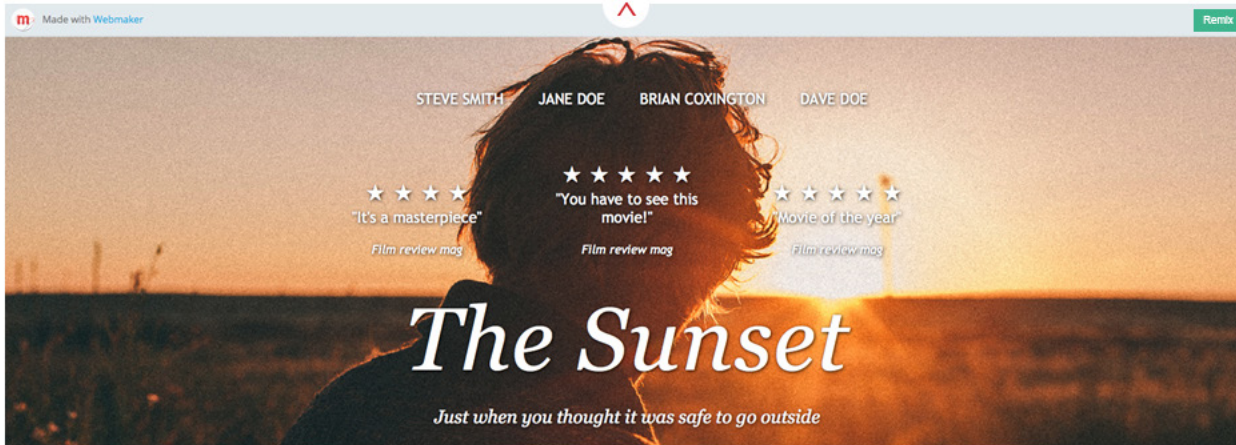 m Made with Webmaker
Remix
STEVE SMITH JANE DOE BRIAN COXINGTON DAVE DOE
★ ★ ★ ★
"It's a masterpiece"
Film review mag
★ ★ ★ ★ ★
"You have to see this
movie!"
Film review mag
★ ★ ★ ★ ★
"Movie of the year"
Film review mag
The Sunset
Just when you thought it was safe to go outside